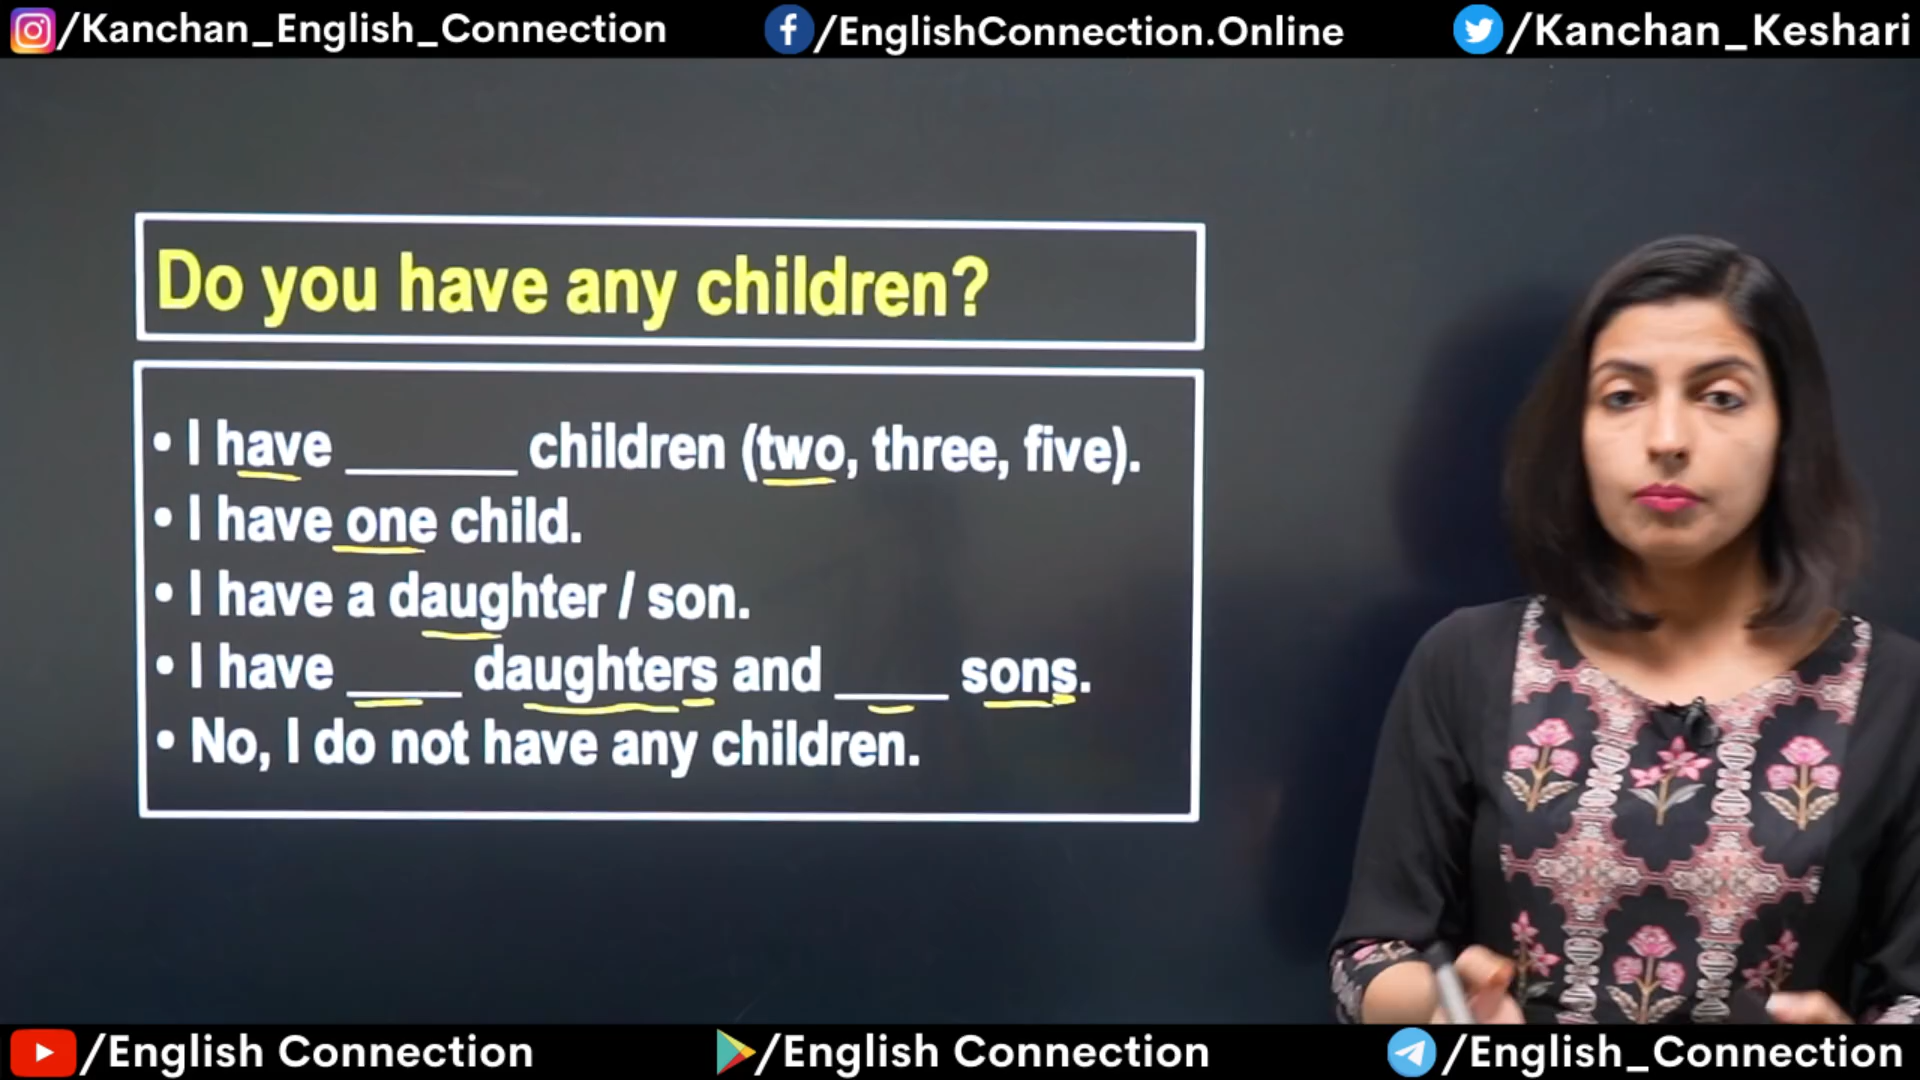 /Kanchan_English_Connection
/EnglishConnection.Online
/Kanchan_Keshari
Do you have any children?
• I have _______ children (two, three, five).
• I have one child.
• I have a daughter / son.
• I have ____ daughters and ____ sons.
• No, I do not have any children.
/English Connection
/English Connection
/English_Connection